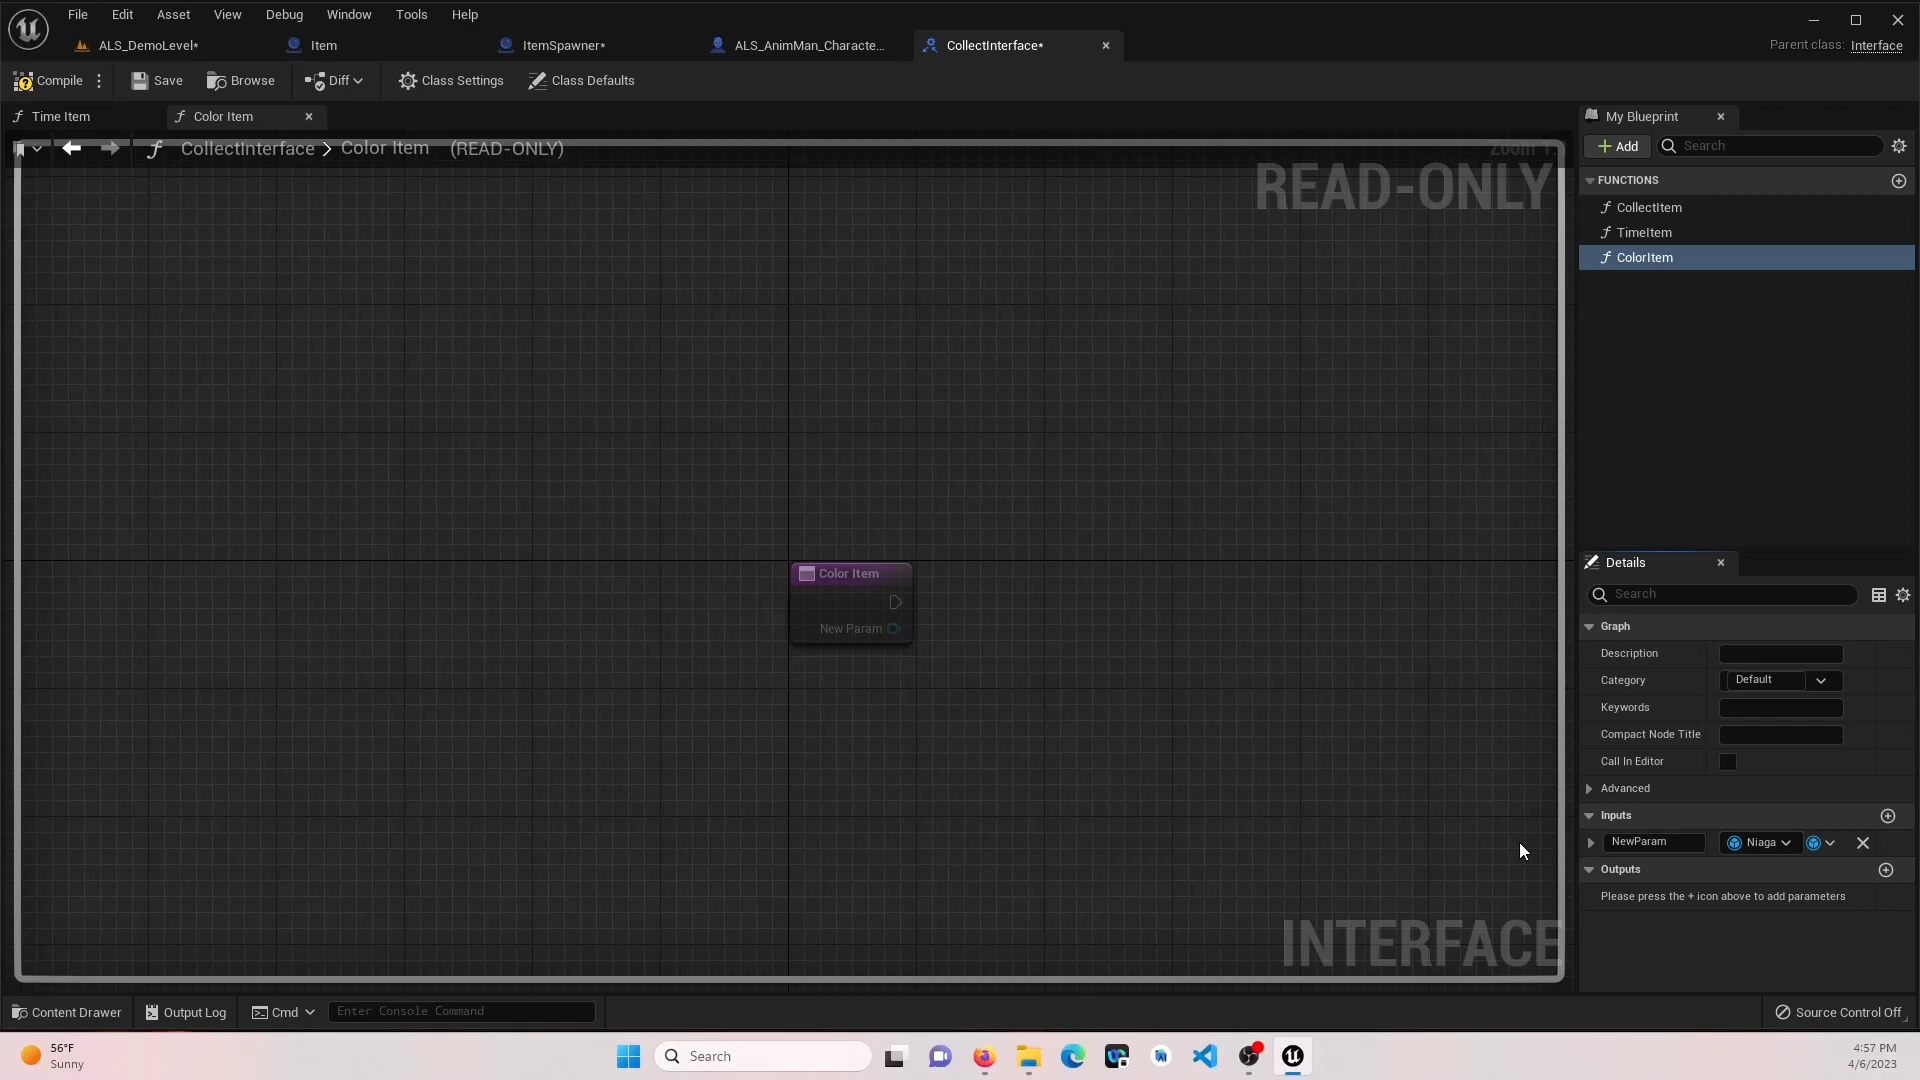 File Edit Asset View Debug Window Tools Help
ALS_DemoLevel* Item ItemSpawner* ALS_AnimMan_Characte... CollectInterface* Parent class: Interface
Compile Save Browse Diff Class Settings Class Defaults
Time Item Color Item
CollectInterface > Color Item (READ-ONLY)
READ-ONLY
Color Item
New Param
INTERFACE
My Blueprint
Add Search
FUNCTIONS
CollectItem
TimeItem
ColorItem
Details
Search
Graph
Description
Category Default
Keywords
Compact Node Title
Call In Editor
Advanced
Inputs
NewParam Niaga
Outputs
Please press the + icon above to add parameters
Content Drawer Output Log Cmd Enter Console Command Source Control Off
56°F
Sunny
Search
4:57 PM
4/6/2023